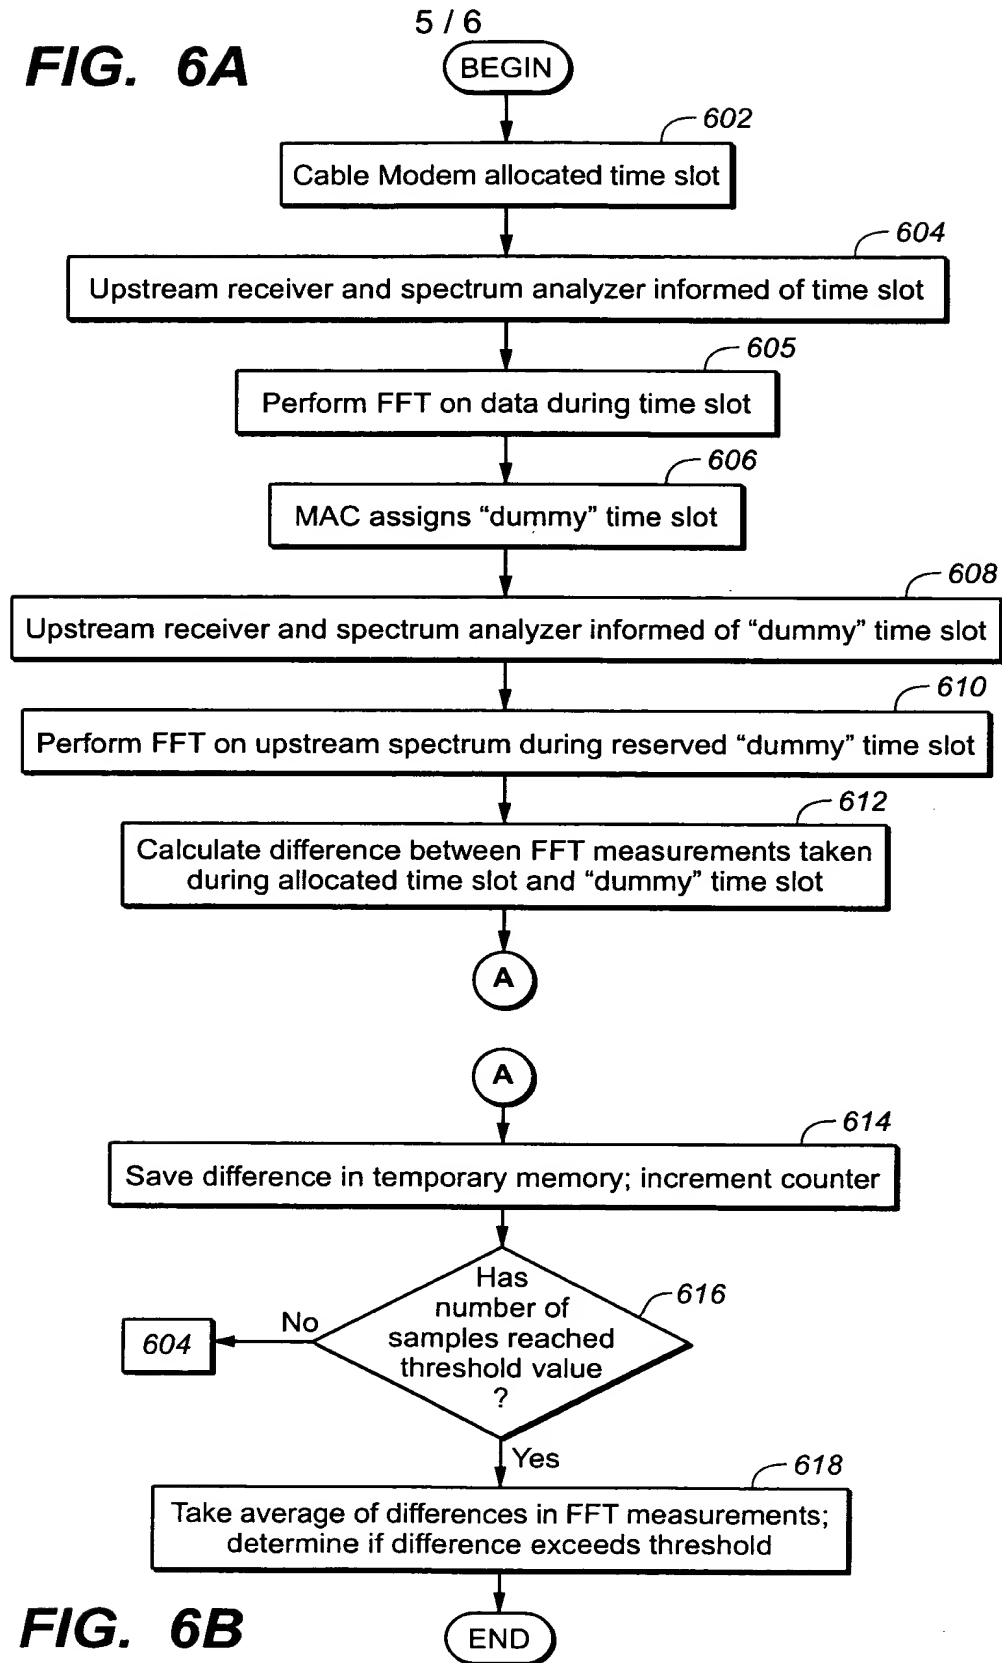 5 / 6
FIG. 6A
BEGIN
602
Cable Modem allocated time slot
604
Upstream receiver and spectrum analyzer informed of time slot
605
Perform FFT on data during time slot
606
MAC assigns “dummy” time slot
608
Upstream receiver and spectrum analyzer informed of “dummy” time slot
610
Perform FFT on upstream spectrum during reserved “dummy” time slot
612
Calculate difference between FFT measurements taken
during allocated time slot and “dummy” time slot
A
A
614
Save difference in temporary memory; increment counter
Has
number of
samples reached
threshold value
?
616
No
604
Yes
618
Take average of differences in FFT measurements;
determine if difference exceeds threshold
FIG. 6B
END